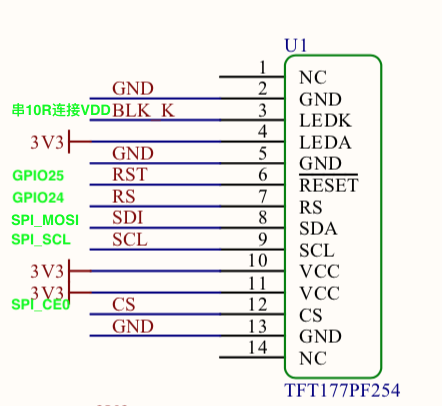 U1
1 NC
GND 2 GND
串10R连接VDD BLK_K 3 LEDK
3V3 4 LEDA
GND 5 GND
GPIO25 RST 6 RESET
GPIO24 RS 7 RS
SPI_MOSI SDI 8 SDA
SPI_SCL SCL 9 SCL
3V3 10 VCC
3V3 11 VCC
SPI_CE0 CS 12 CS
GND 13 GND
14 NC
TFT177PF254